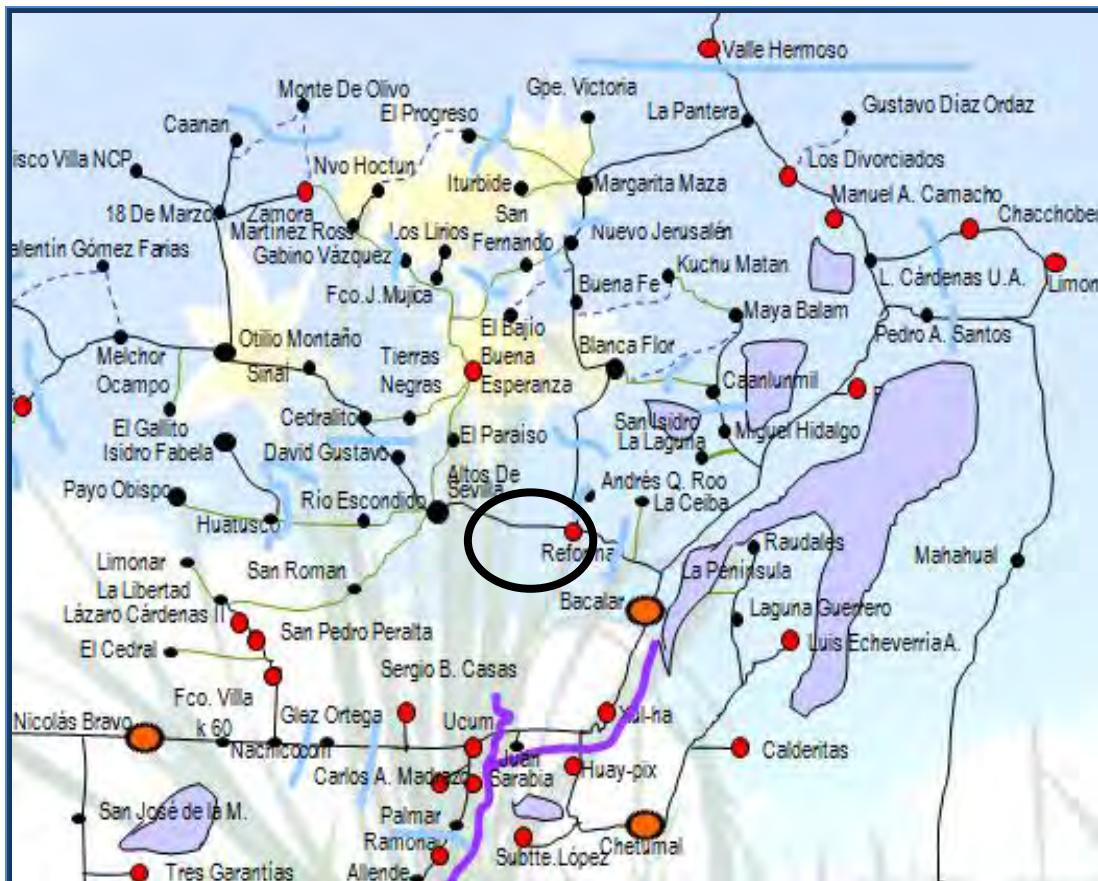 Valle Hermoso
Monte De Olivo
Gpe. Victoria
El Progreso
La Pantera
Gustavo Diaz Ordaz
Caanan
isco Villa NCP
Nvo Hoctun
Los Divorciados
Iturbide
Margarita Maza
Manuel A. Camacho
18 De Marzo
Zamora
San
Chacchoben
Martínez Ross
Los Lirios
Fernando
Nuevo Jerusalén
alentín Gómez Farias
Gabino Vázquez
Kuchu Matan
L. Cárdenas U.A.
Limon
Fco.J. Mujica
Buena Fe
Maya Balam
El Bajío
Pedro A. Santos
Otilio Montaño
Melchor
Ocampo
Sinaí
Tierras
Negras
Buena
Esperanza
Blanca Flor
Caanlunmil
El Gallito
Cedralito
San Isidro
La Laguna
Miguel Hidalgo
Isidro Fabela
David Gustavo
El Paraiso
Altos De
Sevilla
Andrés Q. Roo
La Ceiba
Payo Obispo
Río Escondido
Huatusco
Reforma
Raudales
Mahahual
Limonar
San Roman
La Península
La Libertad
Bacalar
Laguna Guerrero
Lázaro Cárdenas II
San Pedro Peralta
Luis Echeverria A.
El Cedral
Sergio B. Casas
Fco. Villa
k 60
Glez Ortega
Nicolás Bravo
Ucum
Xul-ha
Nachicocom
Juan
Sarabia
Calderitas
Carlos A. Madrazo
Huay-pix
San José de la M.
Palmar
Ramonal
Subtte. López
Chetumal
Tres Garantías
Allende